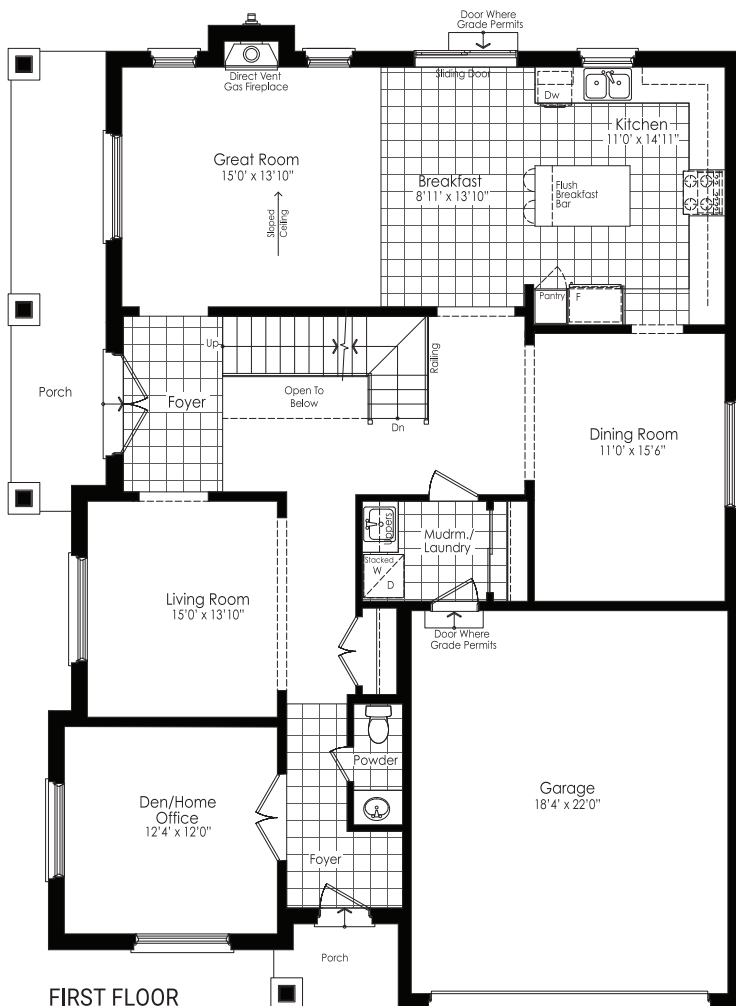 Door Where
Grade Permits
Direct Vent
Gas Fireplace
Sliding Door
Dw
Kitchen
11'0' x 14'11"
Great Room
15'0' x 13'10"
Breakfast
8'11' x 13'10"
Flush
Breakfast
Bar
Sloped
Ceiling
Pantry
F
Up
Railing
Porch
Foyer
Open To
Below
Dn
Dining Room
11'0' x 15'6"
Uppers
Mudrm./
Laundry
Stacked
W
D
Living Room
15'0' x 13'10"
Door Where
Grade Permits
Powder
Den/Home
Office
12'4' x 12'0"
Garage
18'4' x 22'0"
Foyer
Porch
FIRST FLOOR